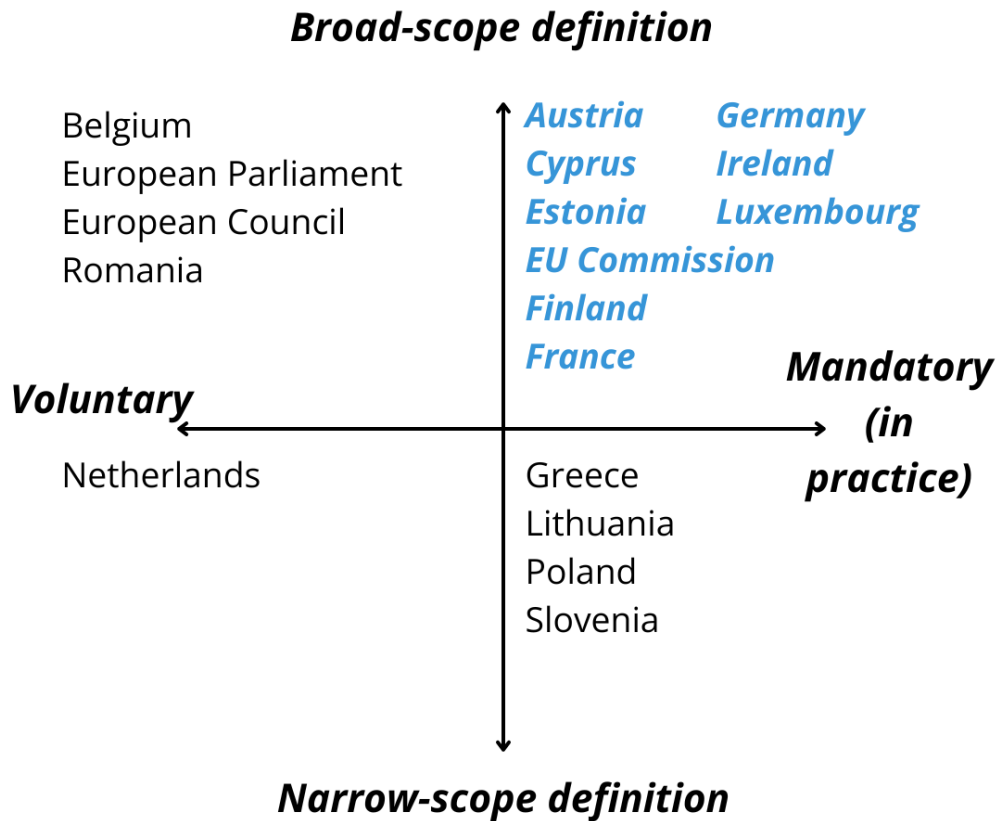 Broad-scope definition
Belgium
European Parliament
European Council
Romania
Austria
Cyprus
Estonia
EU Commission
Finland
France
Germany
Ireland
Luxembourg
Voluntary
Mandatory
(in
practice)
Netherlands
Greece
Lithuania
Poland
Slovenia
Narrow-scope definition